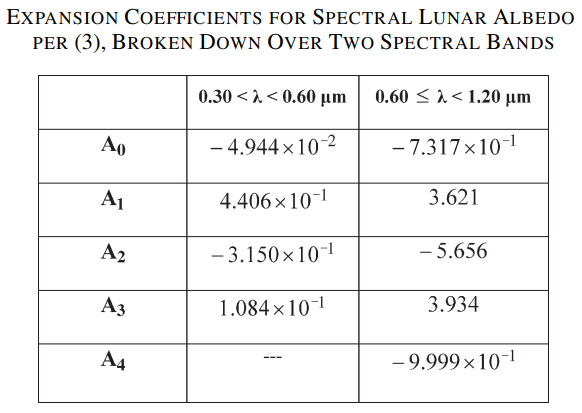 EXPANSION COEFFICIENTS FOR SPECTRAL LUNAR ALBEDO
PER (3), BROKEN DOWN OVER TWO SPECTRAL BANDS
0.30 < λ < 0.60 μm 0.60 ≤ λ < 1.20 μm
A₀ – 4.944×10⁻² – 7.317×10⁻¹
A₁ 4.406×10⁻¹ 3.621
A₂ – 3.150×10⁻¹ – 5.656
A₃ 1.084×10⁻¹ 3.934
A₄ --- – 9.999×10⁻¹